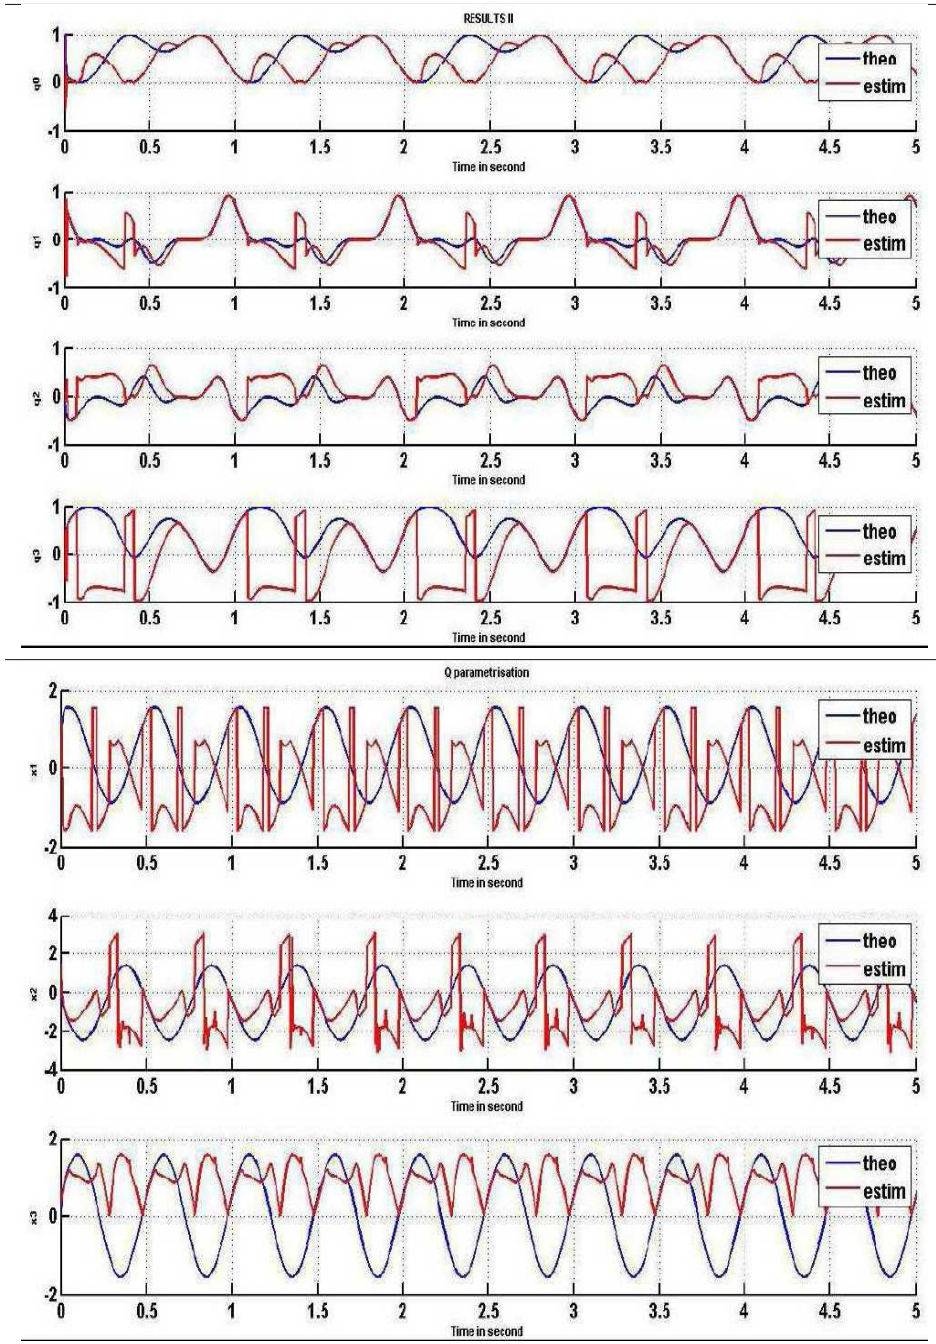 RESULTS II
1
0
-1
q0
theo
estim
0 0.5 1 1.5 2 2.5 3 3.5 4 4.5 5
Time in second
1
0
-1
q1
theo
estim
0 0.5 1 1.5 2 2.5 3 3.5 4 4.5 5
Time in second
1
0
-1
q2
theo
estim
0 0.5 1 1.5 2 2.5 3 3.5 4 4.5 5
Time in second
1
0
-1
q3
theo
estim
0 0.5 1 1.5 2 2.5 3 3.5 4 4.5 5
Time in second
Q parametrisation
2
0
-2
x1
theo
estim
0 0.5 1 1.5 2 2.5 3 3.5 4 4.5 5
Time in second
4
2
0
-2
-4
x2
theo
estim
0 0.5 1 1.5 2 2.5 3 3.5 4 4.5 5
Time in second
2
0
-2
x3
theo
estim
0 0.5 1 1.5 2 2.5 3 3.5 4 4.5 5
Time in second